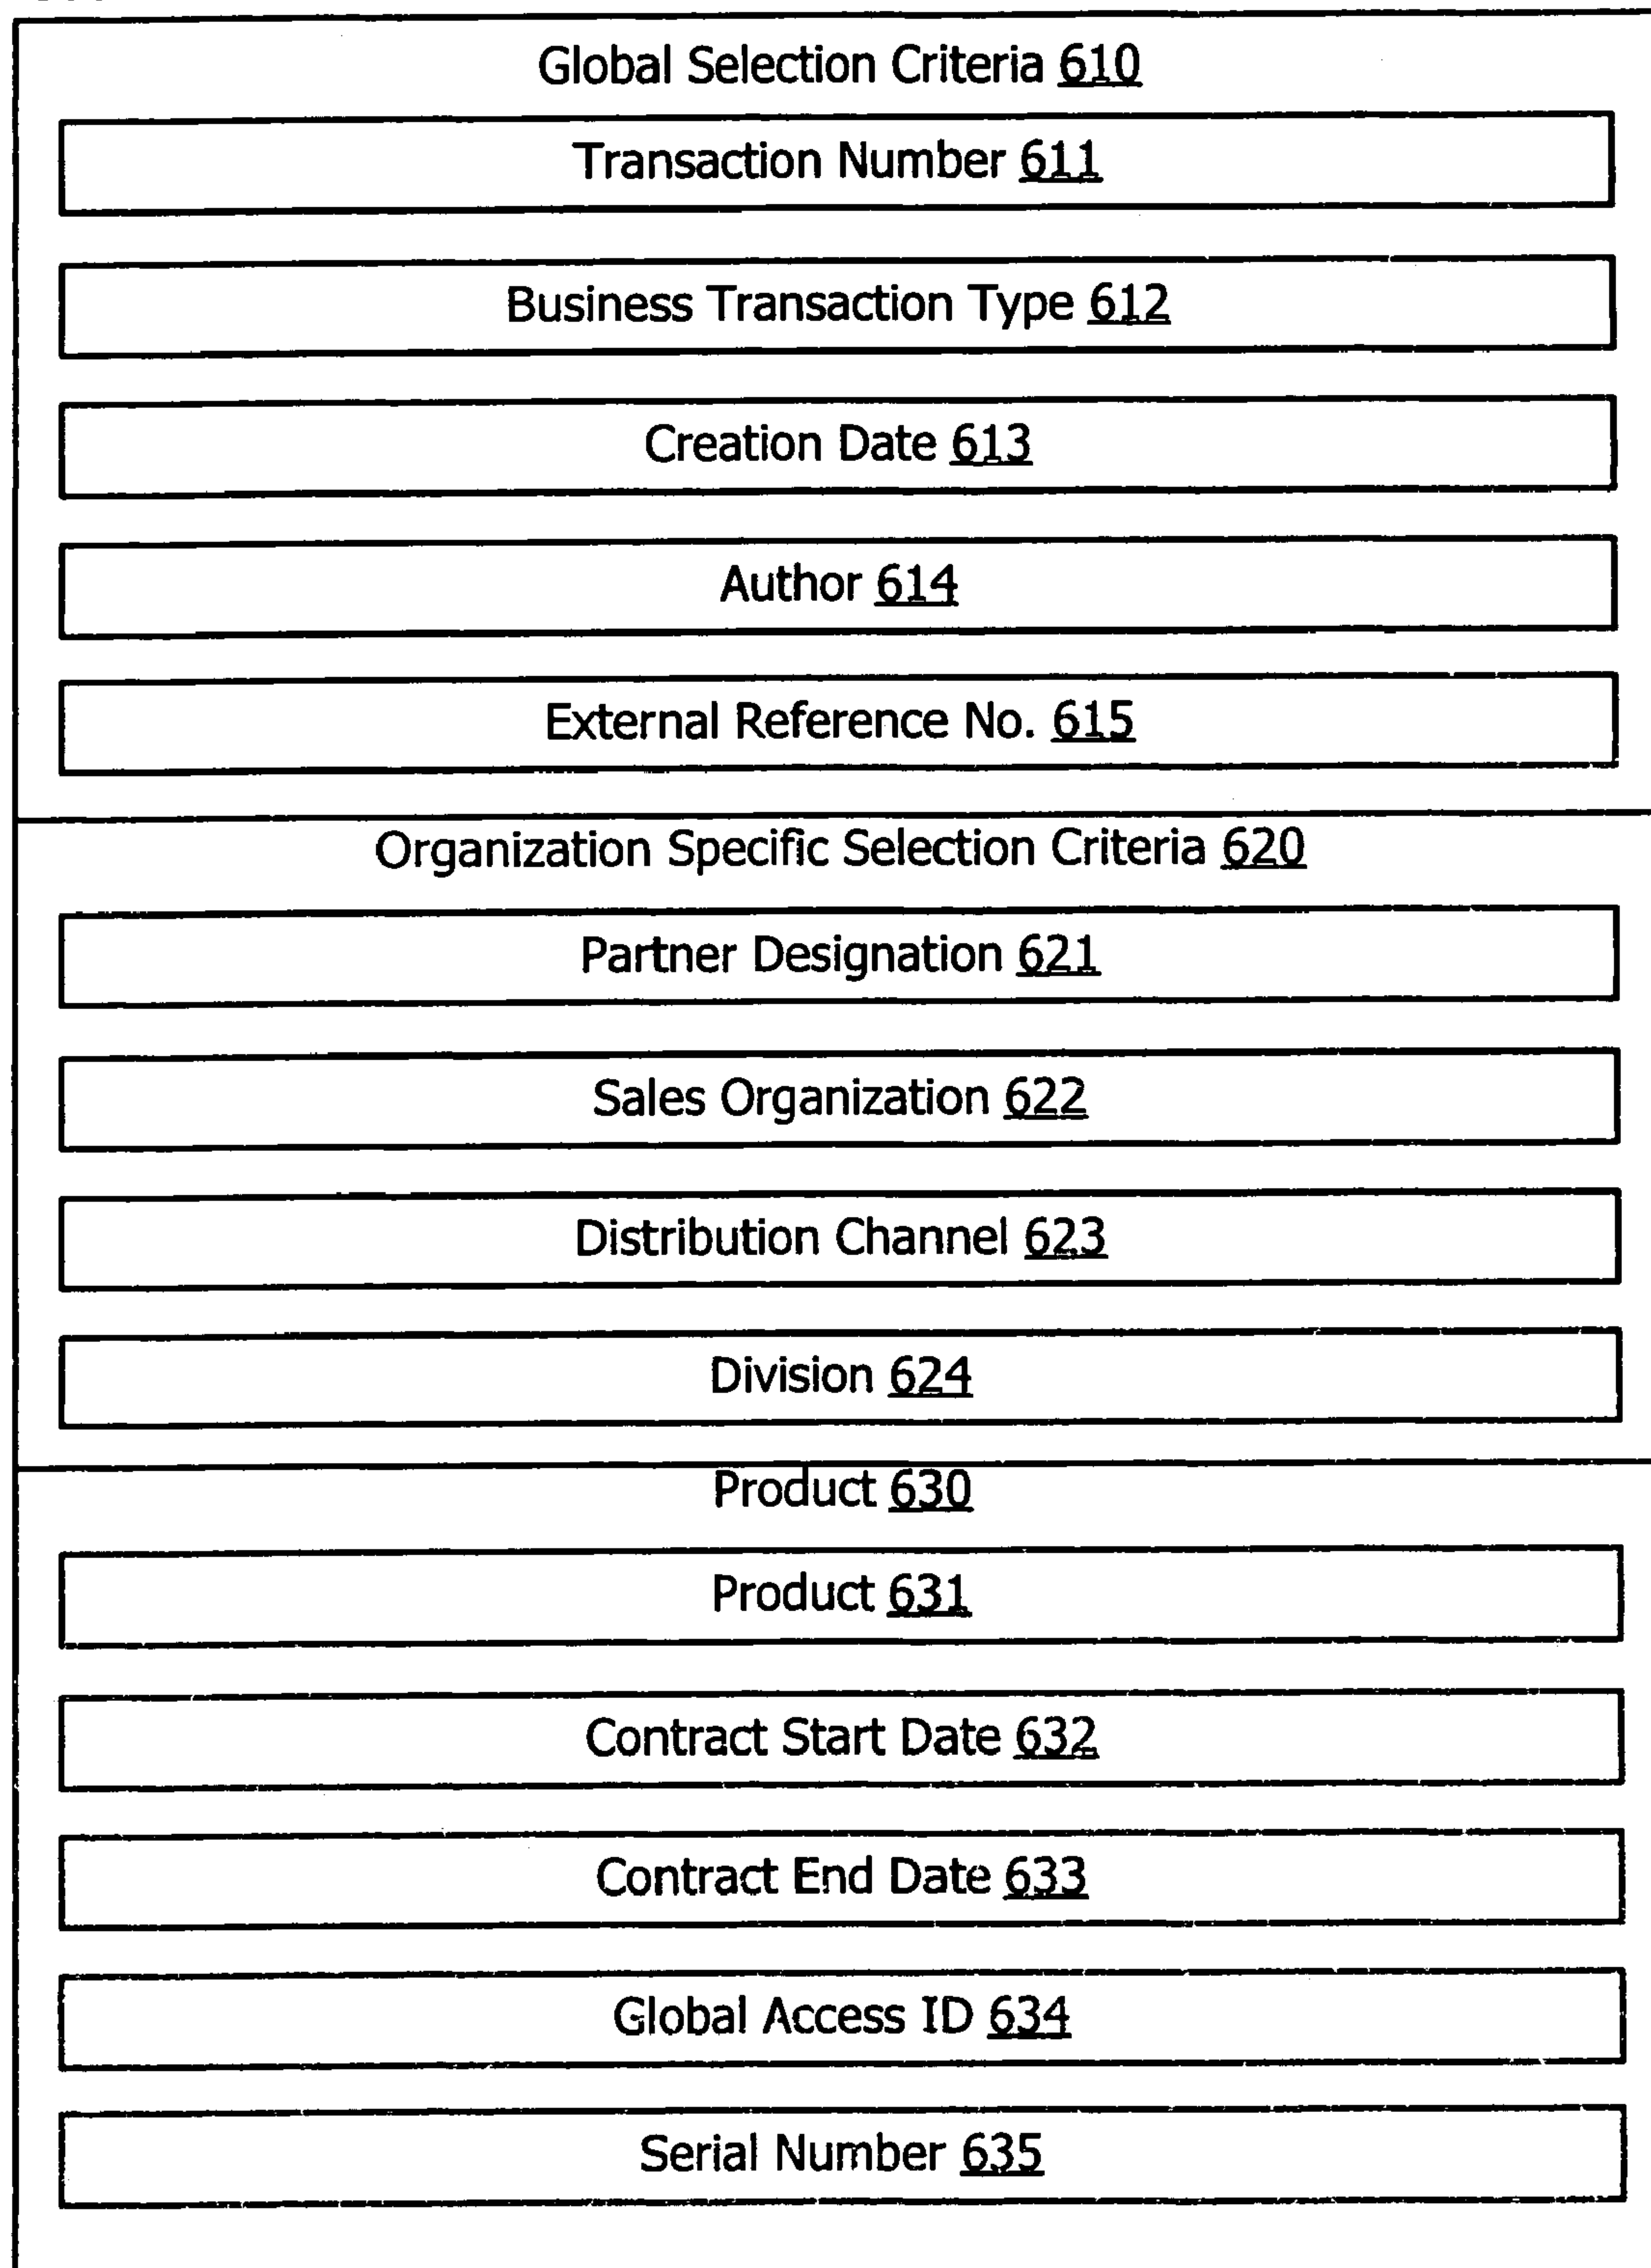 Global Selection Criteria 610
Transaction Number 611
Business Transaction Type 612
Creation Date 613
Author 614
External Reference No. 615
Organization Specific Selection Criteria 620
Partner Designation 621
Sales Organization 622
Distribution Channel 623
Division 624
Product 630
Product 631
Contract Start Date 632
Contract End Date 633
Global Access ID 634
Serial Number 635